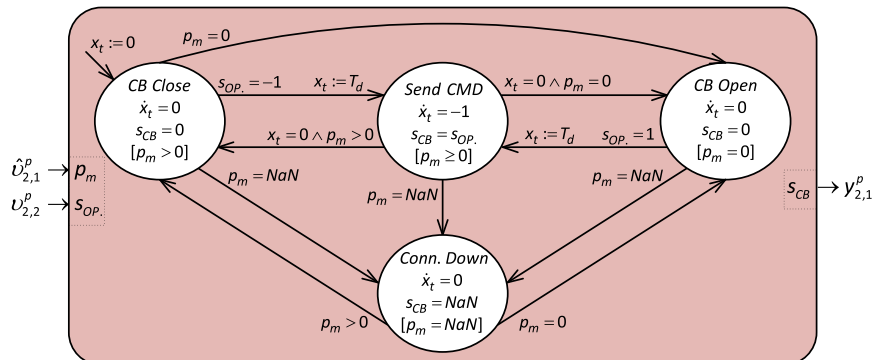 x_t := 0
p_m = 0
CB Close
ẋ_t = 0
s_CB = 0
[p_m > 0]
s_OP. = −1
x_t := T_d
Send CMD
ẋ_t = −1
s_CB = s_OP.
[p_m ≥ 0]
x_t = 0 ∧ p_m = 0
CB Open
ẋ_t = 0
s_CB = 0
[p_m = 0]
x_t = 0 ∧ p_m > 0
x_t := T_d
s_OP. = 1
p_m = NaN
p_m = NaN
p_m = NaN
υ̂^p_2,1 → p_m
υ^p_2,2 → s_OP.
s_CB → y^p_2,1
Conn. Down
ẋ_t = 0
s_CB = NaN
[p_m = NaN]
p_m > 0
p_m = 0